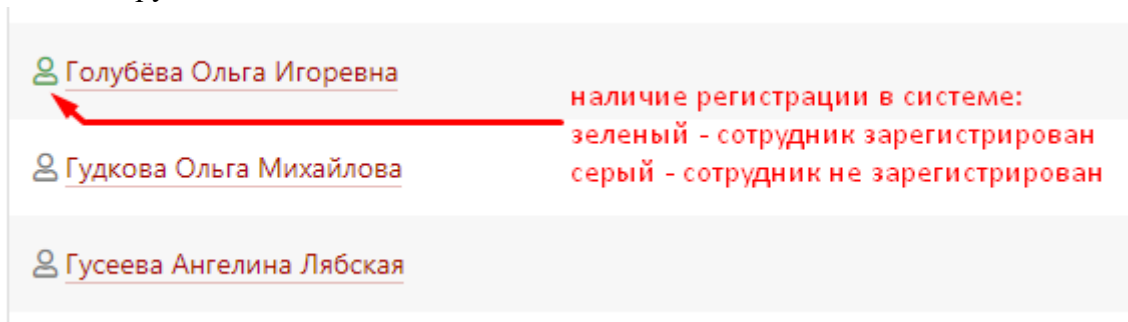 Голубёва Ольга Игоревна
наличие регистрации в системе:
зеленый - сотрудник зарегистрирован
Гудкова Ольга Михайлова
серый - сотрудник не зарегистрирован
Гусеева Ангелина Лябская